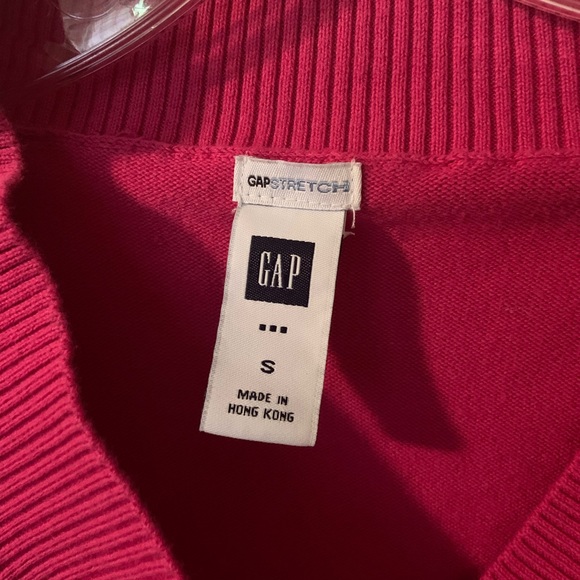 GAPSTRETCH
GAP
S
MADE IN
HONG KONG